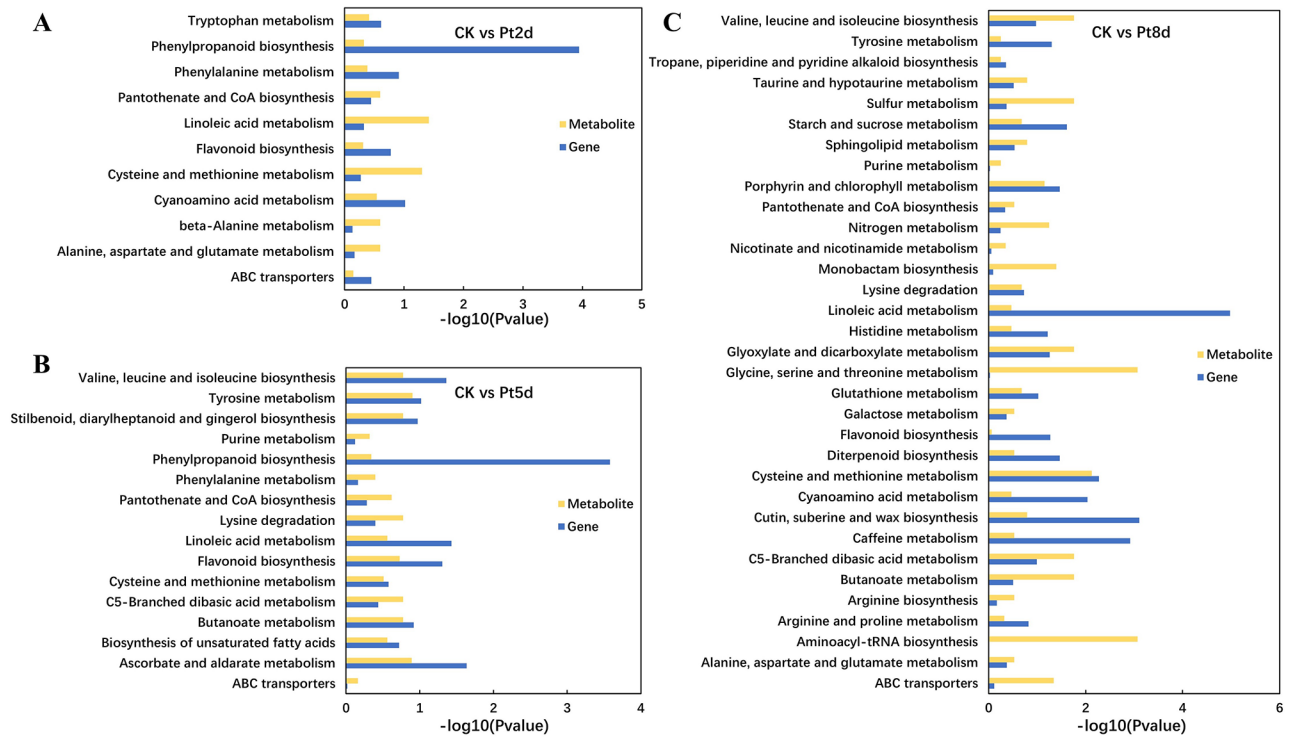 A
CK vs Pt2d
Tryptophan metabolism
Phenylpropanoid biosynthesis
Phenylalanine metabolism
Pantothenate and CoA biosynthesis
Linoleic acid metabolism
Flavonoid biosynthesis
Cysteine and methionine metabolism
Cyanoamino acid metabolism
beta-Alanine metabolism
Alanine, aspartate and glutamate metabolism
ABC transporters
Metabolite
Gene
0 1 2 3 4 5
-log10(Pvalue)
B
CK vs Pt5d
Valine, leucine and isoleucine biosynthesis
Tyrosine metabolism
Stilbenoid, diarylheptanoid and gingerol biosynthesis
Purine metabolism
Phenylpropanoid biosynthesis
Phenylalanine metabolism
Pantothenate and CoA biosynthesis
Lysine degradation
Linoleic acid metabolism
Flavonoid biosynthesis
Cysteine and methionine metabolism
C5-Branched dibasic acid metabolism
Butanoate metabolism
Biosynthesis of unsaturated fatty acids
Ascorbate and aldarate metabolism
ABC transporters
Metabolite
Gene
0 1 2 3 4
-log10(Pvalue)
C
CK vs Pt8d
Valine, leucine and isoleucine biosynthesis
Tyrosine metabolism
Tropane, piperidine and pyridine alkaloid biosynthesis
Taurine and hypotaurine metabolism
Sulfur metabolism
Starch and sucrose metabolism
Sphingolipid metabolism
Purine metabolism
Porphyrin and chlorophyll metabolism
Pantothenate and CoA biosynthesis
Nitrogen metabolism
Nicotinate and nicotinamide metabolism
Monobactam biosynthesis
Lysine degradation
Linoleic acid metabolism
Histidine metabolism
Glyoxylate and dicarboxylate metabolism
Glycine, serine and threonine metabolism
Glutathione metabolism
Galactose metabolism
Flavonoid biosynthesis
Diterpenoid biosynthesis
Cysteine and methionine metabolism
Cyanoamino acid metabolism
Cutin, suberine and wax biosynthesis
Caffeine metabolism
C5-Branched dibasic acid metabolism
Butanoate metabolism
Arginine biosynthesis
Arginine and proline metabolism
Aminoacyl-tRNA biosynthesis
Alanine, aspartate and glutamate metabolism
ABC transporters
Metabolite
Gene
0 2 4 6
-log10(Pvalue)